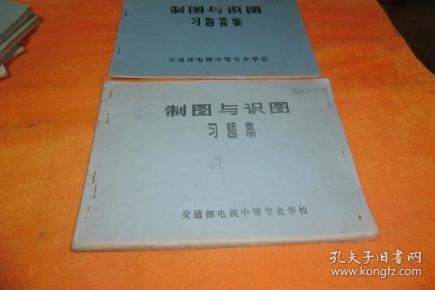 制图与识图
习题答案
交通部电视中等专业学校
制图与识图
习题集
交通部电视中等专业学校
孔夫子旧书网
www.kongfz.com